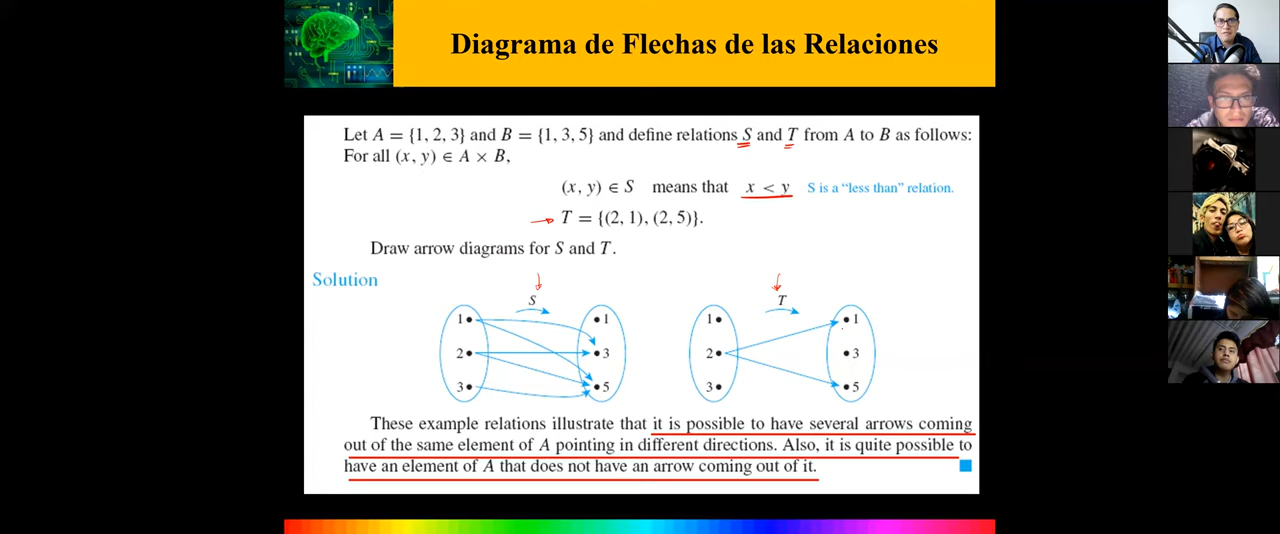 Diagrama de Flechas de las Relaciones
Let A = {1, 2, 3} and B = {1, 3, 5} and define relations S and T from A to B as follows:
For all (x, y) ∈ A × B,
(x, y) ∈ S means that x < y S is a “less than” relation.
T = {(2, 1), (2, 5)}.
Draw arrow diagrams for S and T.
Solution
S T
1 1 1 1
2 3 2 3
3 5 3 5
These example relations illustrate that it is possible to have several arrows coming
out of the same element of A pointing in different directions. Also, it is quite possible to
have an element of A that does not have an arrow coming out of it.